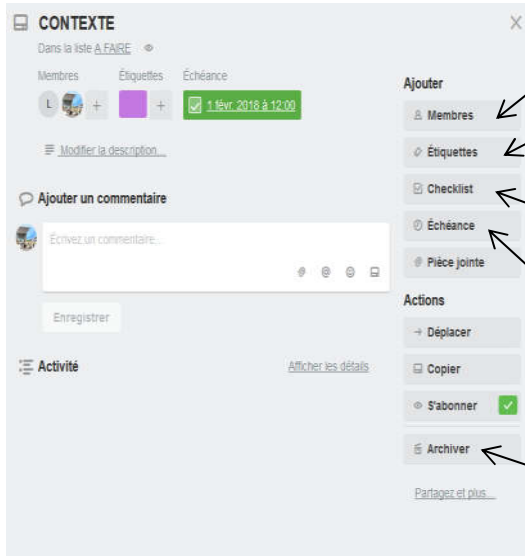 CONTEXTE
Dans la liste A FAIRE
Membres Étiquettes Échéance
L + + 1 févr. 2018 à 12:00
Modifier la description...
Ajouter un commentaire
Écrivez un commentaire...
@
Enregistrer
Activité Afficher les détails
Ajouter
Membres
Étiquettes
Checklist
Échéance
Pièce jointe
Actions
Déplacer
Copier
S'abonner
Archiver
Partagez et plus...